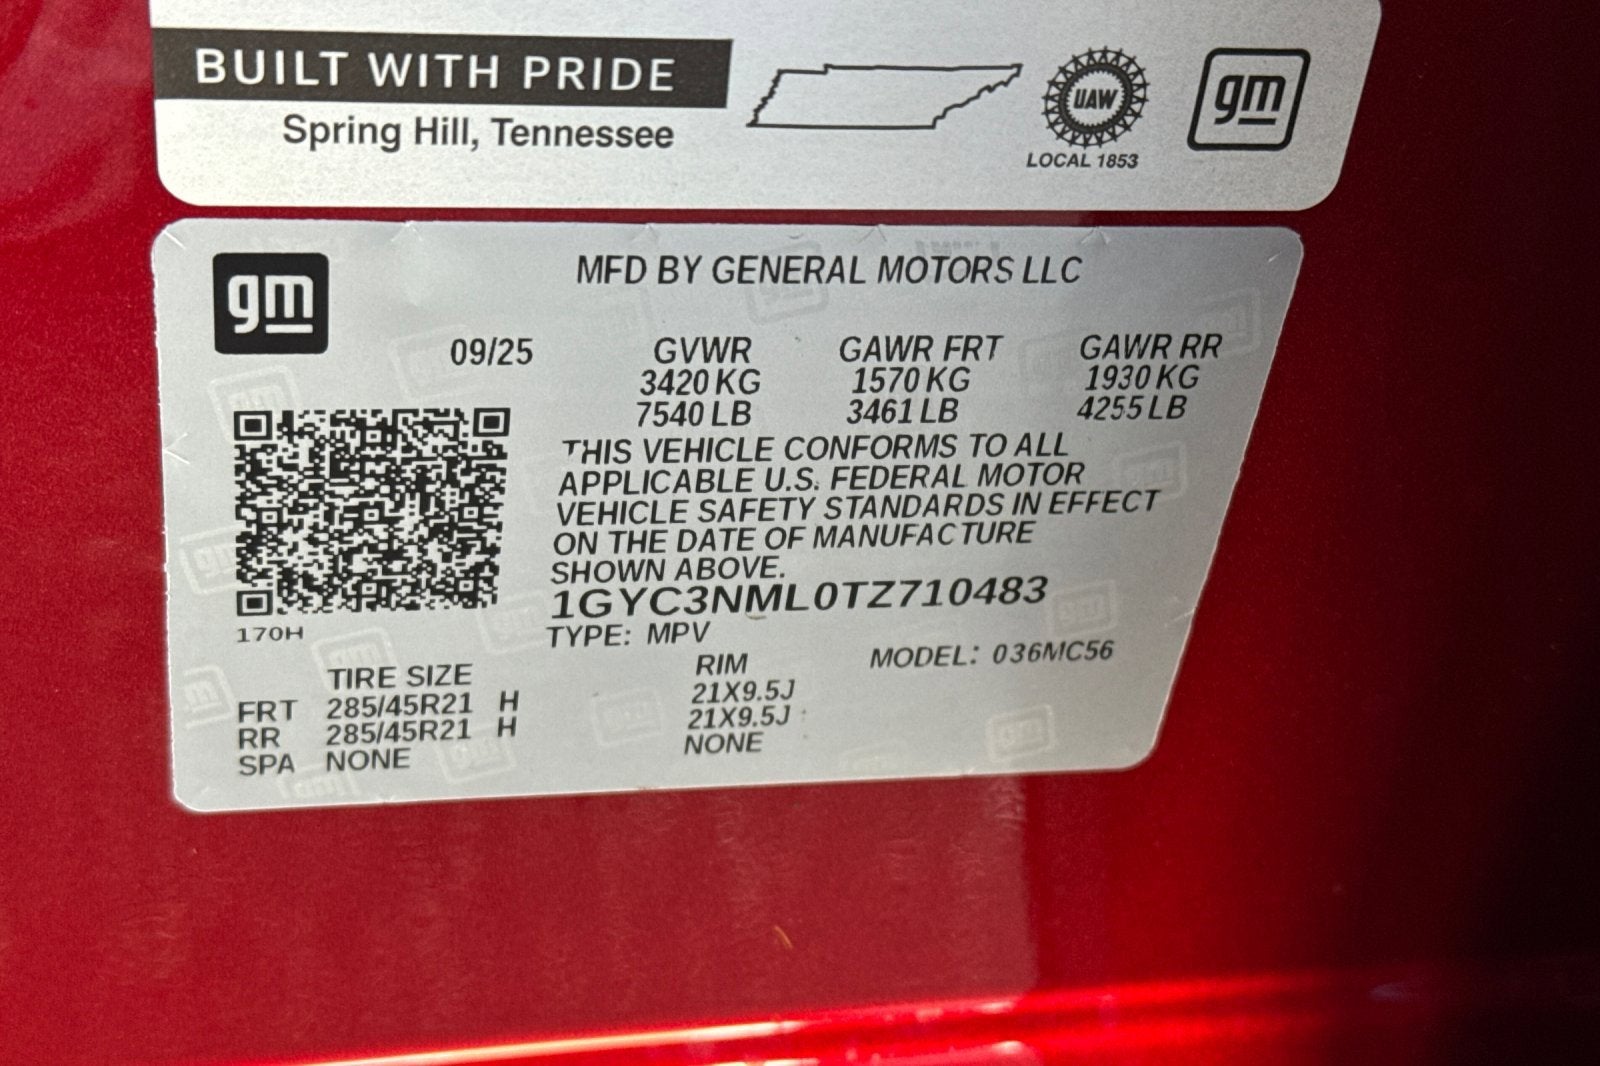 BUILT WITH PRIDE
Spring Hill, Tennessee
UAW
LOCAL 1853
gm
gm
MFD BY GENERAL MOTORS LLC
09/25 GVWR GAWR FRT GAWR RR
3420 KG 1570 KG 1930 KG
7540 LB 3461 LB 4255 LB
THIS VEHICLE CONFORMS TO ALL
APPLICABLE U.S. FEDERAL MOTOR
VEHICLE SAFETY STANDARDS IN EFFECT
ON THE DATE OF MANUFACTURE
SHOWN ABOVE.
1GYC3NML0TZ710483
170H
TYPE: MPV
MODEL: 036MC56
TIRE SIZE RIM
FRT 285/45R21 H 21X9.5J
RR 285/45R21 H 21X9.5J
SPA NONE NONE